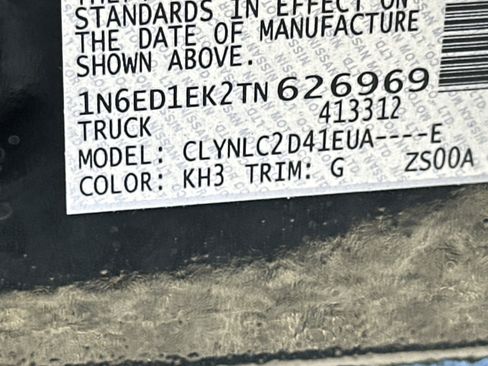 STANDARDS IN EFFECT ON
THE DATE OF MANUFACTURE
SHOWN ABOVE.
1N6ED1EK2TN626969
TRUCK 413312
MODEL: CLYNLC2D41EUA----E
COLOR: KH3 TRIM: G ZS00A